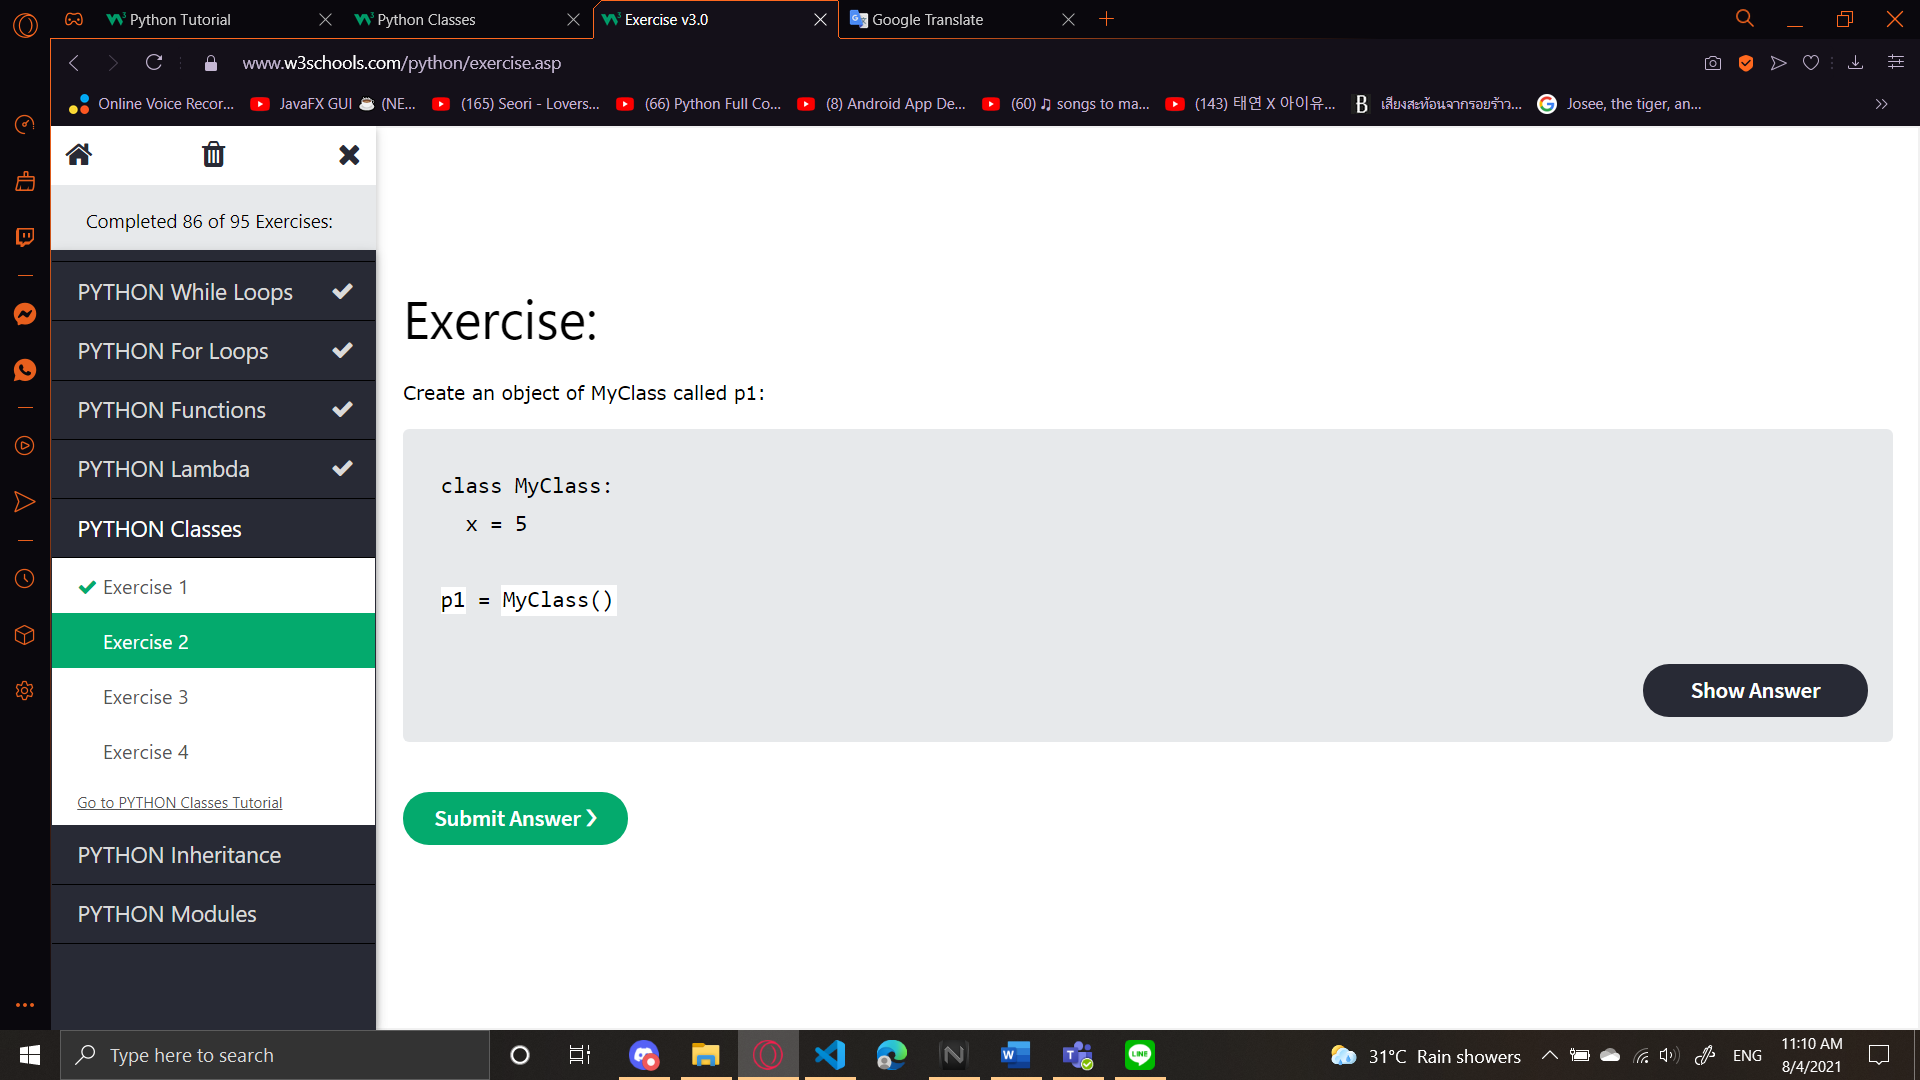 Python Tutorial
Python Classes
Exercise v3.0
Google Translate
www.w3schools.com/python/exercise.asp
Online Voice Recor...
JavaFX GUI ☕ (NE...
(165) Seori - Lovers...
(66) Python Full Co...
(8) Android App De...
(60) ♫ songs to ma...
(143) 태연 X 아이유...
เสียงสะท้อนจากรอยร้าว...
Josee, the tiger, an...
Completed 86 of 95 Exercises:
PYTHON While Loops
PYTHON For Loops
PYTHON Functions
PYTHON Lambda
PYTHON Classes
Exercise 1
Exercise 2
Exercise 3
Exercise 4
Go to PYTHON Classes Tutorial
PYTHON Inheritance
PYTHON Modules
Exercise:
Create an object of MyClass called p1:
class MyClass:
x = 5
p1 = MyClass()
Show Answer
Submit Answer ❯
Type here to search
31°C Rain showers
ENG
11:10 AM
8/4/2021